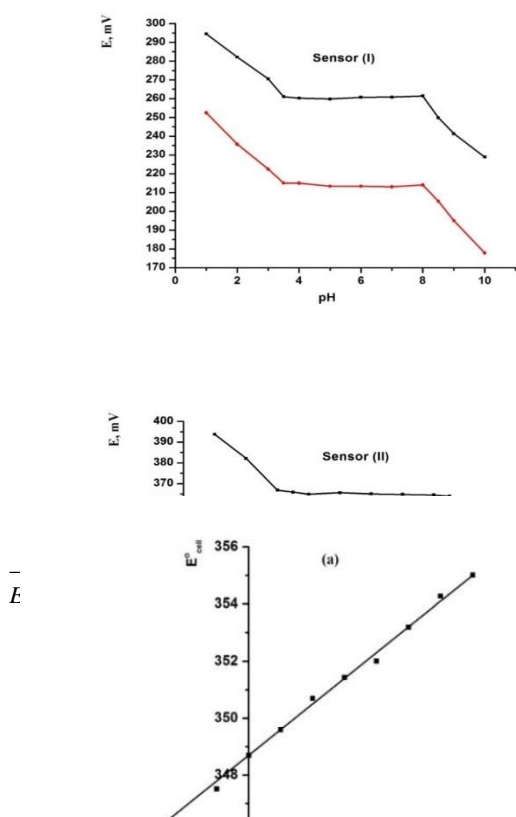 E, mV
300
290
280
270
260
250
240
230
220
210
200
190
180
170
Sensor (I)
0 2 4 6 8 10
pH
E, mV
400
390
380
370
Sensor (II)
E
E°cell
(a)
356
354
352
350
348